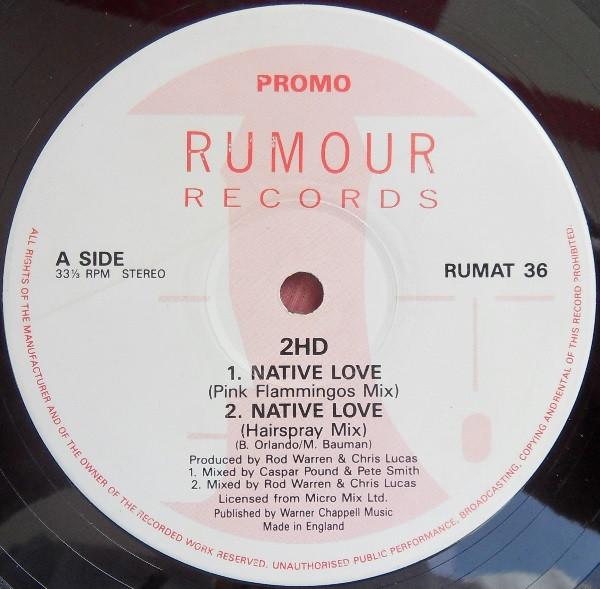 PROMO
RUMOUR
RECORDS
A SIDE
33⅓ RPM STEREO
RUMAT 36
2HD
1. NATIVE LOVE
(Pink Flammingos Mix)
2. NATIVE LOVE
(Hairspray Mix)
(B. Orlando/M. Bauman)
Produced by Rod Warren & Chris Lucas
1. Mixed by Caspar Pound & Pete Smith
2. Mixed by Rod Warren & Chris Lucas
Licensed from Micro Mix Ltd.
Published by Warner Chappell Music
Made in England
ALL RIGHTS OF THE MANUFACTURER AND OF THE OWNER OF THE RECORDED WORK RESERVED. UNAUTHORISED PUBLIC PERFORMANCE, BROADCASTING, COPYING AND RENTAL OF THIS RECORD PROHIBITED.